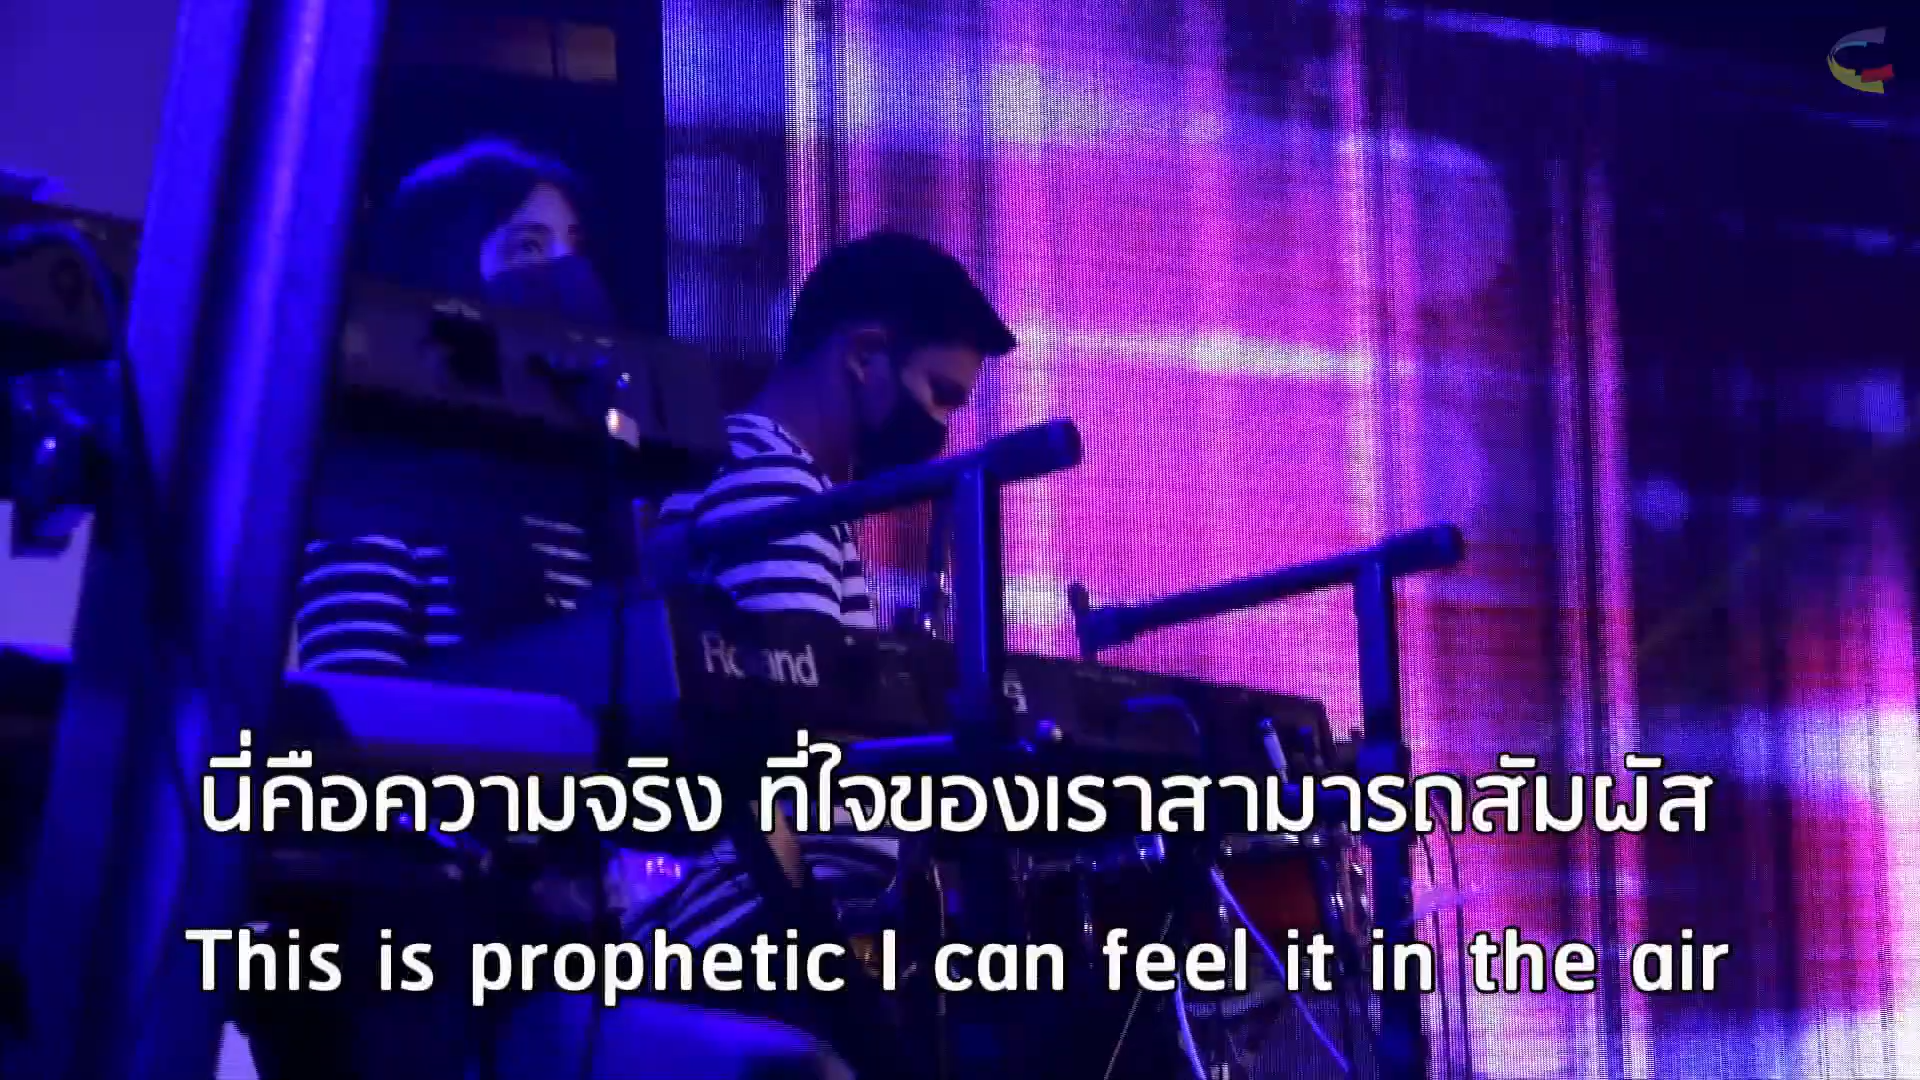 Roland
นี่คือความจริง ที่ใจของเราสามารถสัมผัส
This is prophetic I can feel it in the air